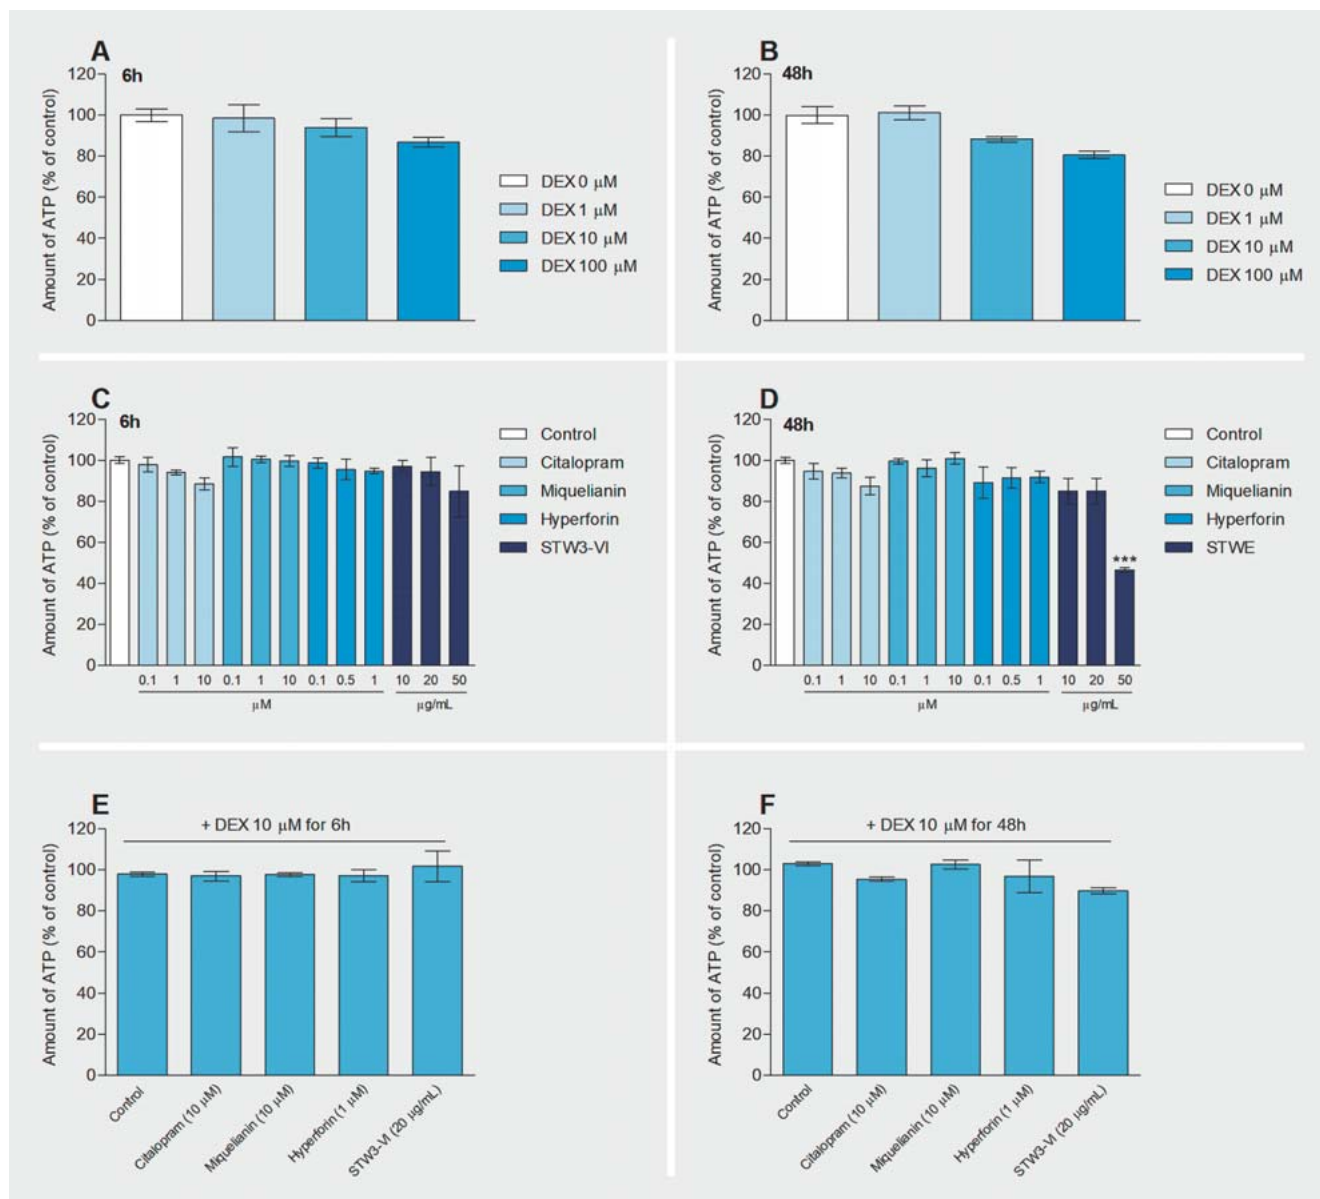 A
6h
Amount of ATP (% of control)
120
100
80
60
40
20
0
DEX 0 μM
DEX 1 μM
DEX 10 μM
DEX 100 μM
B
48h
Amount of ATP (% of control)
120
100
80
60
40
20
0
DEX 0 μM
DEX 1 μM
DEX 10 μM
DEX 100 μM
C
6h
Amount of ATP (% of control)
120
100
80
60
40
20
0
Control
Citalopram
Miquelianin
Hyperforin
STW3-VI
0.1 1 10 0.1 1 10 0.1 0.5 1 10 20 50
μM μg/mL
D
48h
Amount of ATP (% of control)
120
100
80
60
40
20
0
Control
Citalopram
Miquelianin
Hyperforin
STWE
***
0.1 1 10 0.1 1 10 0.1 0.5 1 10 20 50
μM μg/mL
E
+ DEX 10 μM for 6h
Amount of ATP (% of control)
120
100
80
60
40
20
0
Control
Citalopram (10 μM)
Miquelianin (10 μM)
Hyperforin (1 μM)
STW3-VI (20 μg/mL)
F
+ DEX 10 μM for 48h
Amount of ATP (% of control)
120
100
80
60
40
20
0
Control
Citalopram (10 μM)
Miquelianin (10 μM)
Hyperforin (1 μM)
STW3-VI (20 μg/mL)